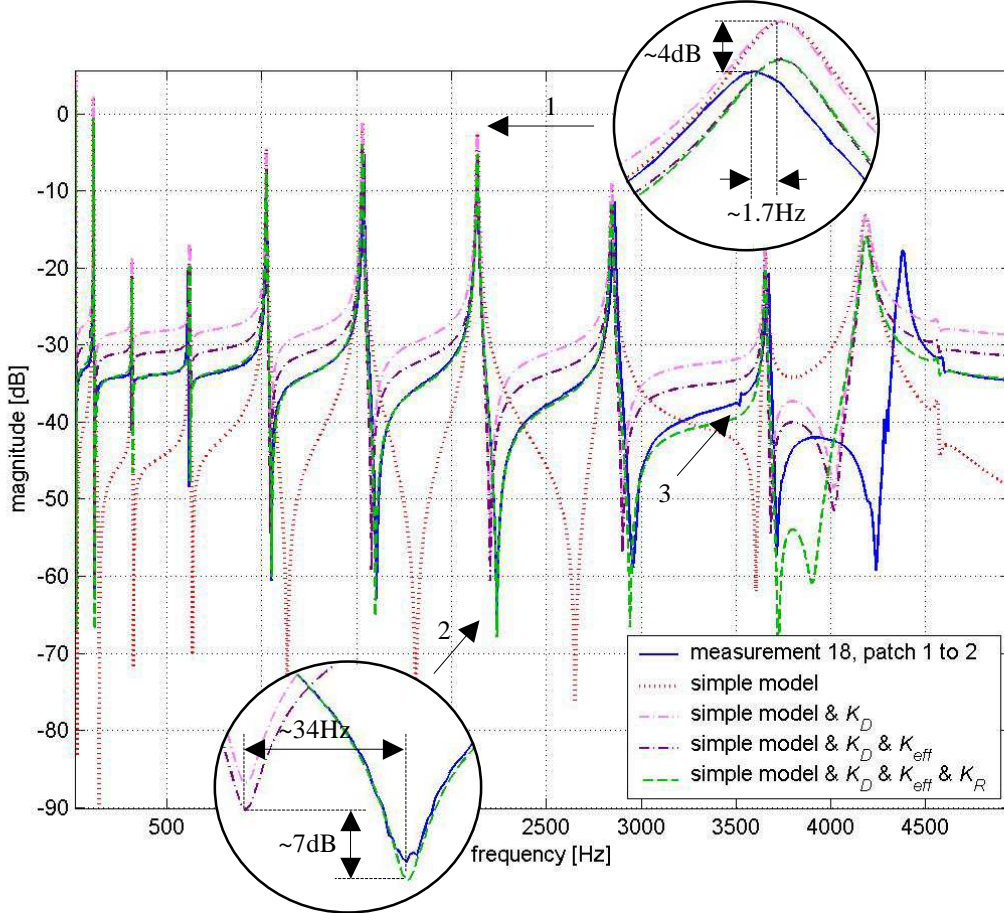 ~4dB
~1.7Hz
1
0
-10
-20
-30
-40
-50
-60
-70
-80
-90
magnitude [dB]
3
2
~34Hz
~7dB
measurement 18, patch 1 to 2
simple model
simple model & K_D
simple model & K_D & K_eff
simple model & K_D & K_eff & K_R
500
2500
3000
3500
4000
4500
frequency [Hz]